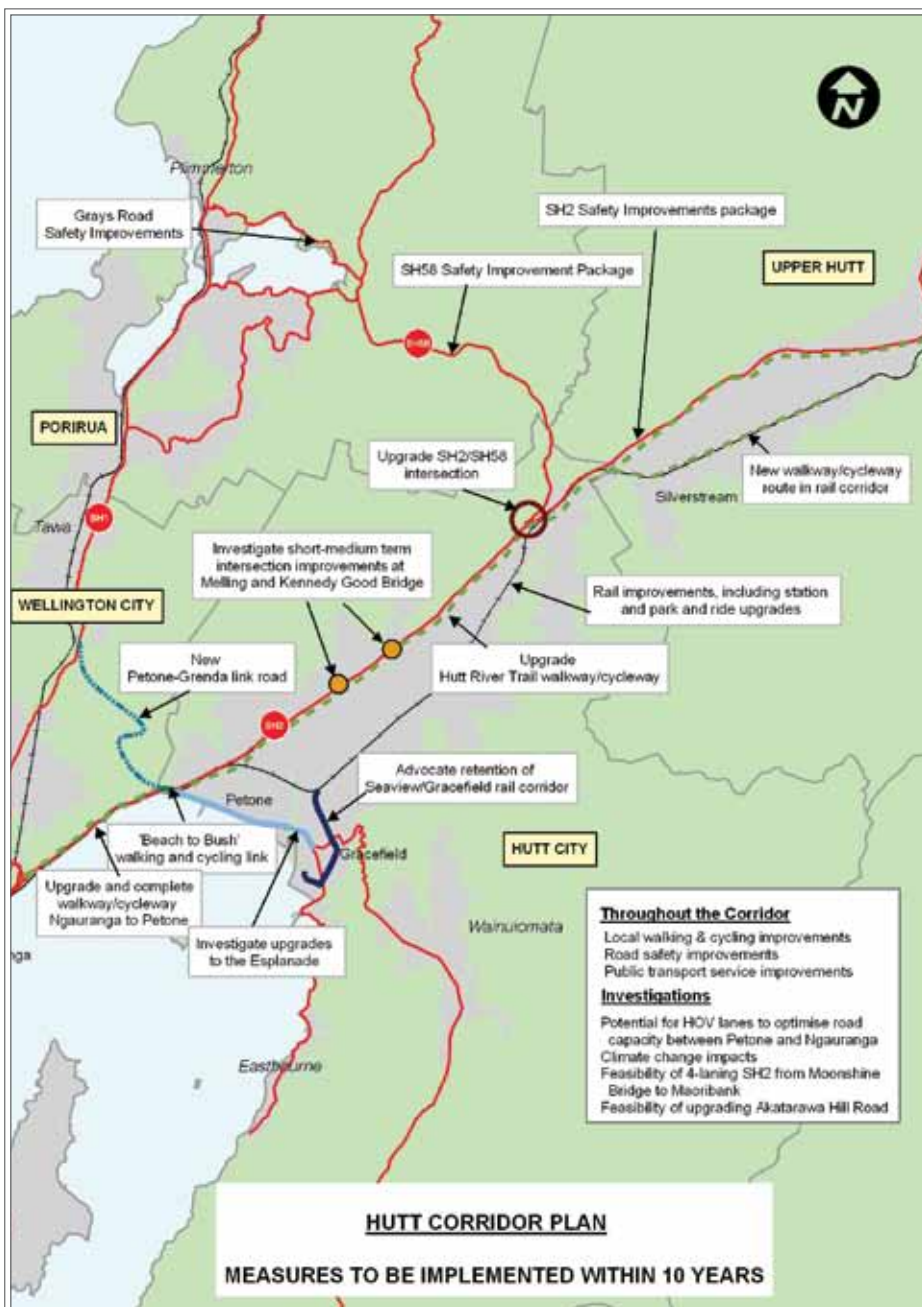 N
Plimmerton
Grays Road
Safety Improvements
SH2 Safety Improvements package
SH58 Safety Improvement Package
UPPER HUTT
SH58
PORIRUA
Upgrade SH2/SH58
intersection
New walkway/cycleway
route in rail corridor
Silverstream
SH1
Tawa
Investigate short-medium term
intersection improvements at
Melling and Kennedy Good Bridge
Rail improvements, including station
and park and ride upgrades
WELLINGTON CITY
New
Petone-Grenda link road
Upgrade
Hutt River Trail walkway/cycleway
SH2
Advocate retention of
Seaview/Gracefield rail corridor
Petone
'Beach to Bush'
walking and cycling link
Gracefield
HUTT CITY
Upgrade and complete
walkway/cycleway
Ngauranga to Petone
Investigate upgrades
to the Esplanade
Wainuiomata
nga
Eastbourne
Throughout the Corridor
Local walking & cycling improvements
Road safety improvements
Public transport service improvements
Investigations
Potential for HOV lanes to optimise road
capacity between Petone and Ngauranga
Climate change impacts
Feasibility of 4-laning SH2 from Moonshine
Bridge to Maoribank
Feasibility of upgrading Akatarawa Hill Road
HUTT CORRIDOR PLAN
MEASURES TO BE IMPLEMENTED WITHIN 10 YEARS